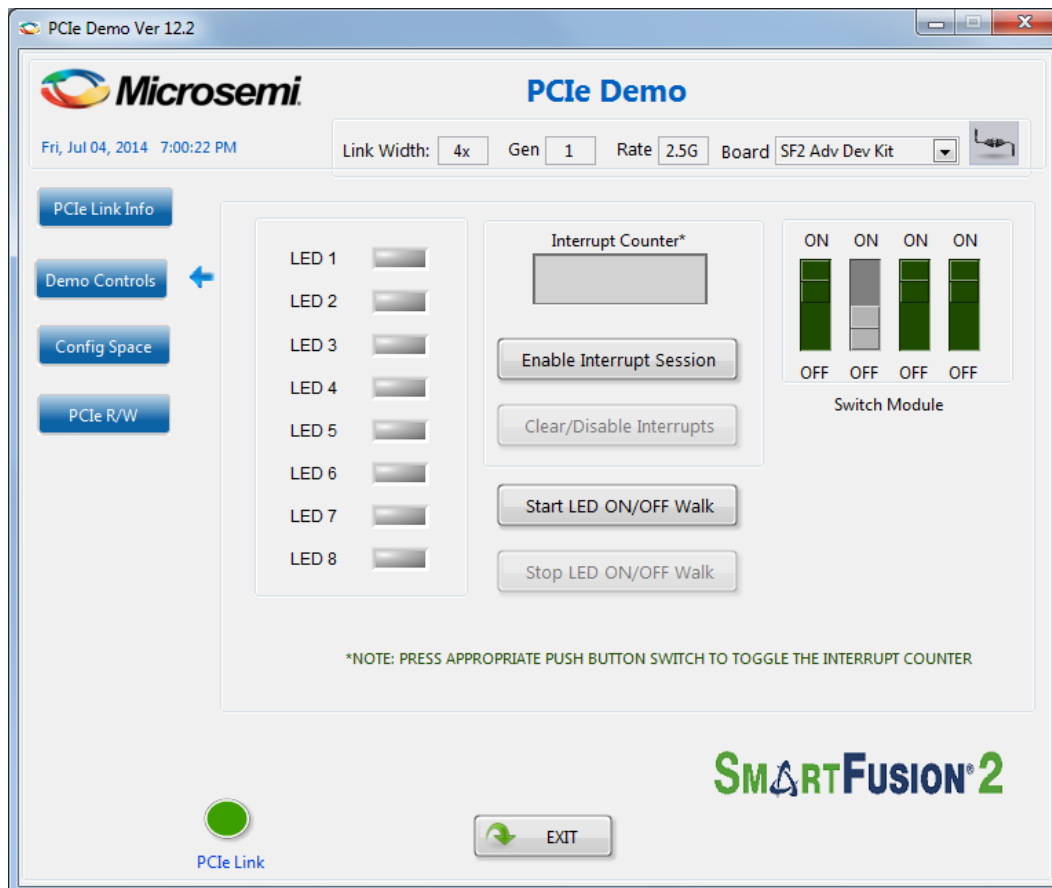 PCIe Demo Ver 12.2
Microsemi.
PCIe Demo
Fri, Jul 04, 2014 7:00:22 PM
Link Width: 4x Gen 1 Rate 2.5G Board SF2 Adv Dev Kit
PCIe Link Info
Demo Controls
Config Space
PCIe R/W
LED 1
LED 2
LED 3
LED 4
LED 5
LED 6
LED 7
LED 8
Interrupt Counter*
Enable Interrupt Session
Clear/Disable Interrupts
Start LED ON/OFF Walk
Stop LED ON/OFF Walk
ON ON ON ON
OFF OFF OFF OFF
Switch Module
*NOTE: PRESS APPROPRIATE PUSH BUTTON SWITCH TO TOGGLE THE INTERRUPT COUNTER
SMARTFUSION®2
PCIe Link
EXIT